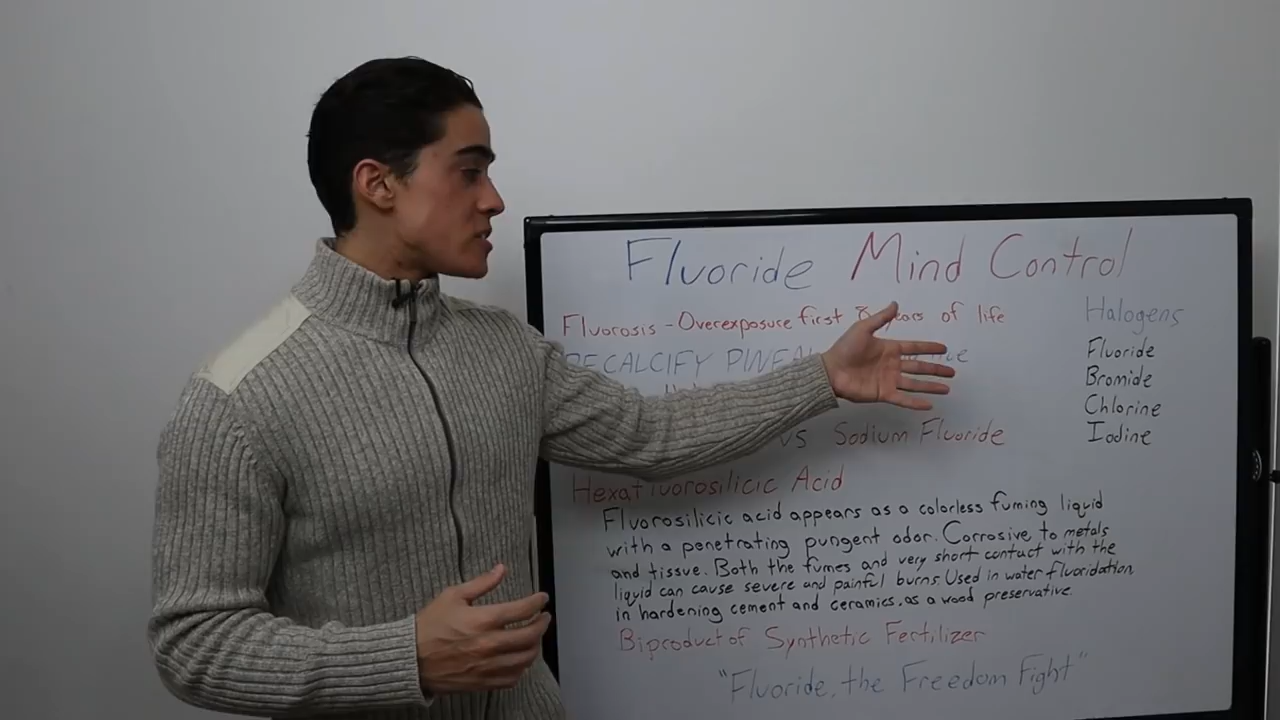 Fluoride Mind Control
Fluorosis - Overexposure first 8 years of life
Halogens
Fluoride
Bromide
Chlorine
Iodine
vs Sodium Fluoride
Hexafluorosilicic Acid
Fluorosilicic acid appears as a colorless fuming liquid
with a penetrating pungent odor. Corrosive to metals
and tissue. Both the fumes and very short contact with the
liquid can cause severe and painful burns. Used in water fluoridation
in hardening cement and ceramics, as a wood preservative.
Biproduct of Synthetic Fertilizer
"Fluoride, the Freedom Fight"